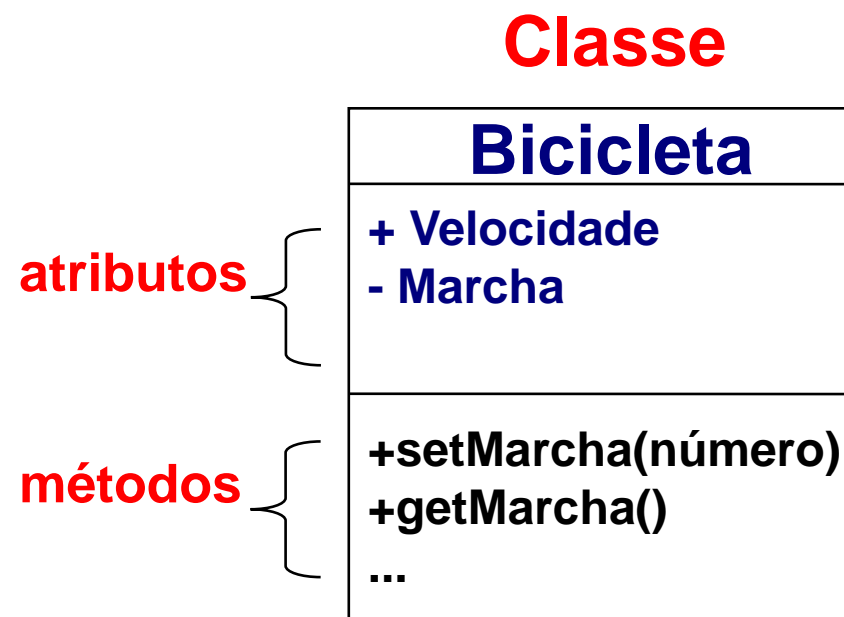 Classe
Bicicleta
atributos
+ Velocidade
- Marcha
métodos
+setMarcha(número)
+getMarcha()
...